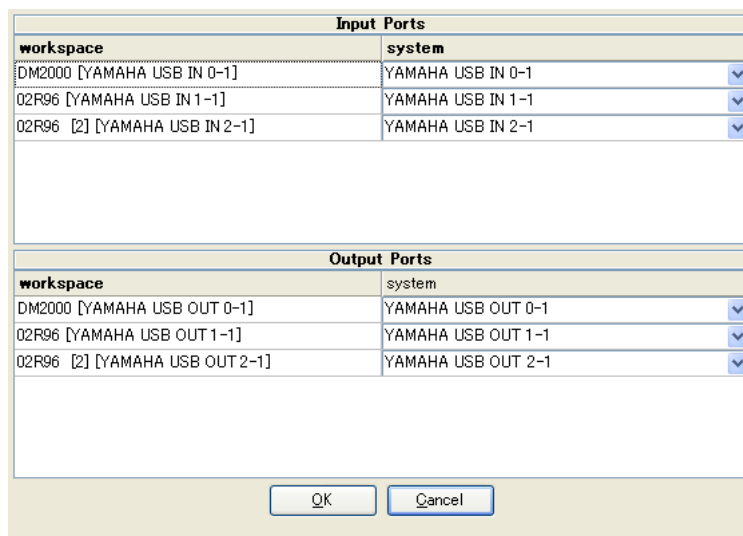 Input Ports
workspace system
DM2000 [YAMAHA USB IN 0-1] YAMAHA USB IN 0-1
02R96 [YAMAHA USB IN 1-1] YAMAHA USB IN 1-1
02R96 [2] [YAMAHA USB IN 2-1] YAMAHA USB IN 2-1
Output Ports
workspace system
DM2000 [YAMAHA USB OUT 0-1] YAMAHA USB OUT 0-1
02R96 [YAMAHA USB OUT 1-1] YAMAHA USB OUT 1-1
02R96 [2] [YAMAHA USB OUT 2-1] YAMAHA USB OUT 2-1
OK Cancel